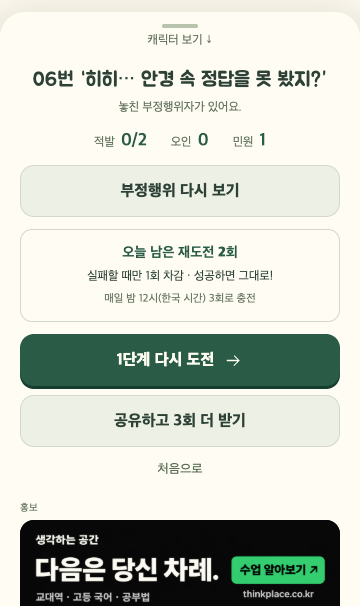 캐릭터 보기 ↓
06번 '히히… 안경 속 정답을 못 봤지?'
놓친 부정행위자가 있어요.
적발 0/2 오인 0 민원 1
부정행위 다시 보기
오늘 남은 재도전 2회
실패할 때만 1회 차감 · 성공하면 그대로!
매일 밤 12시(한국 시간) 3회로 충전
1단계 다시 도전 →
공유하고 3회 더 받기
처음으로
홍보
생각하는 공간
다음은 당신 차례.
수업 알아보기 ↗
교대역 · 고등 국어 · 공부법
thinkplace.co.kr